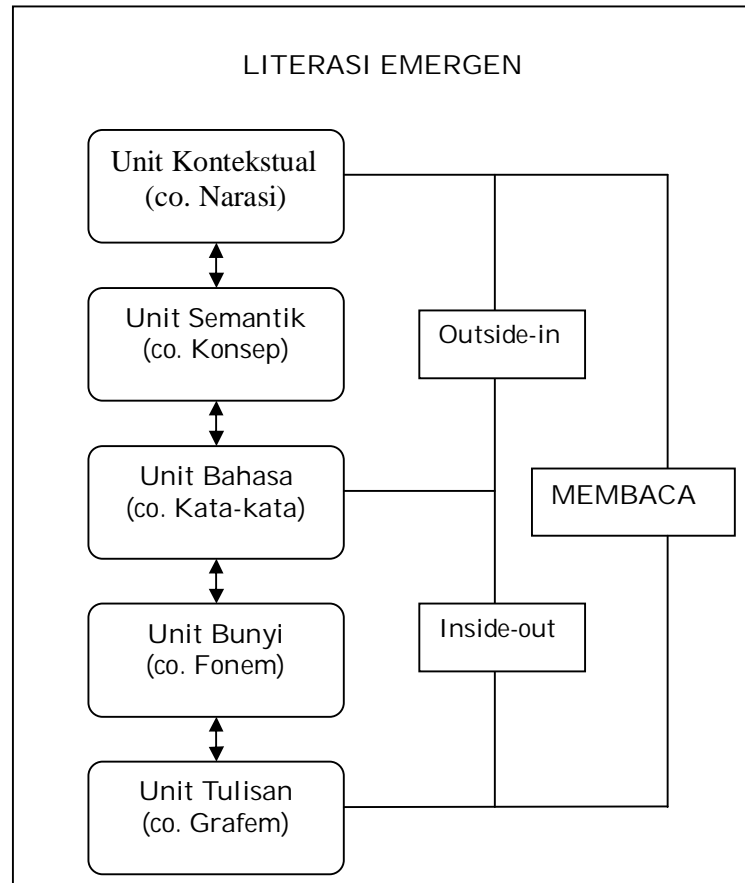 LITERASI EMERGEN
Unit Kontekstual
(co. Narasi)
Unit Semantik
(co. Konsep)
Outside-in
Unit Bahasa
(co. Kata-kata)
MEMBACA
Unit Bunyi
(co. Fonem)
Inside-out
Unit Tulisan
(co. Grafem)